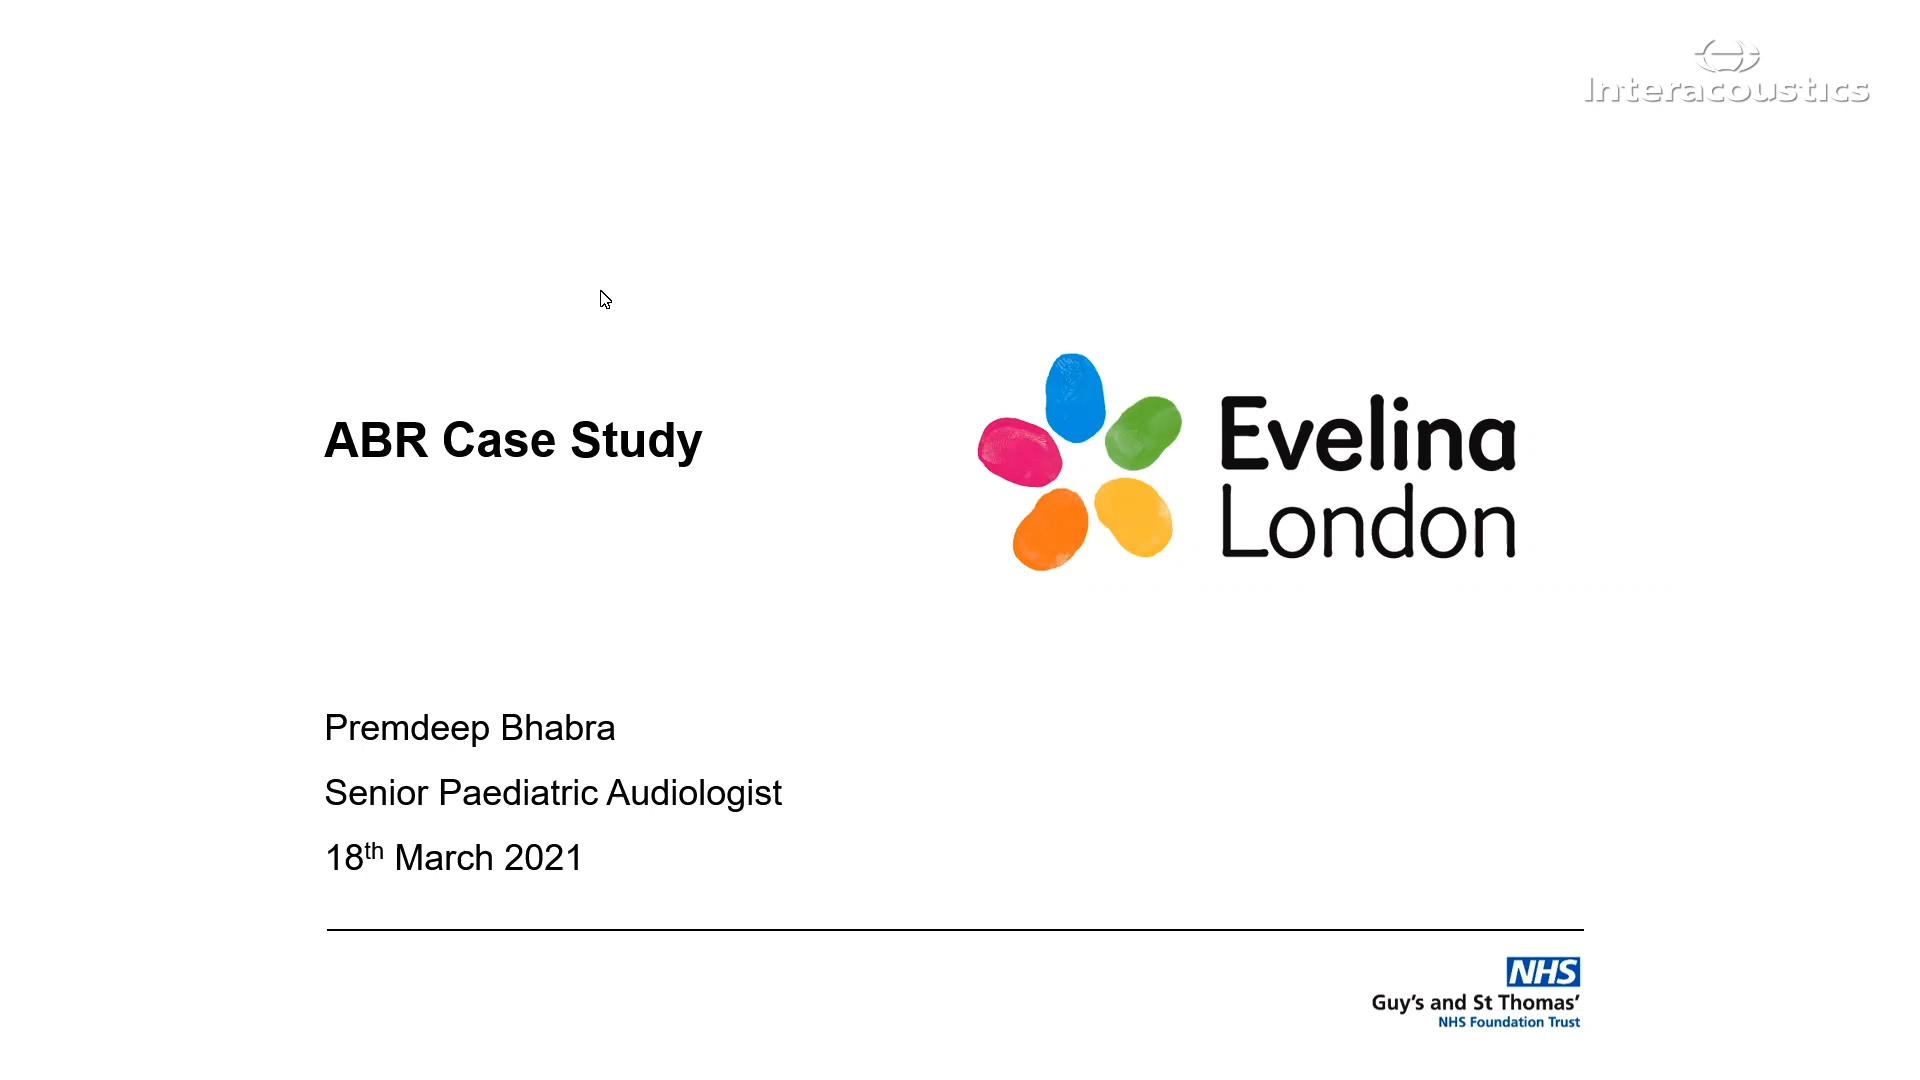 Interacoustics
ABR Case Study
Evelina
London
Premdeep Bhabra
Senior Paediatric Audiologist
18th March 2021
NHS
Guy's and St Thomas'
NHS Foundation Trust